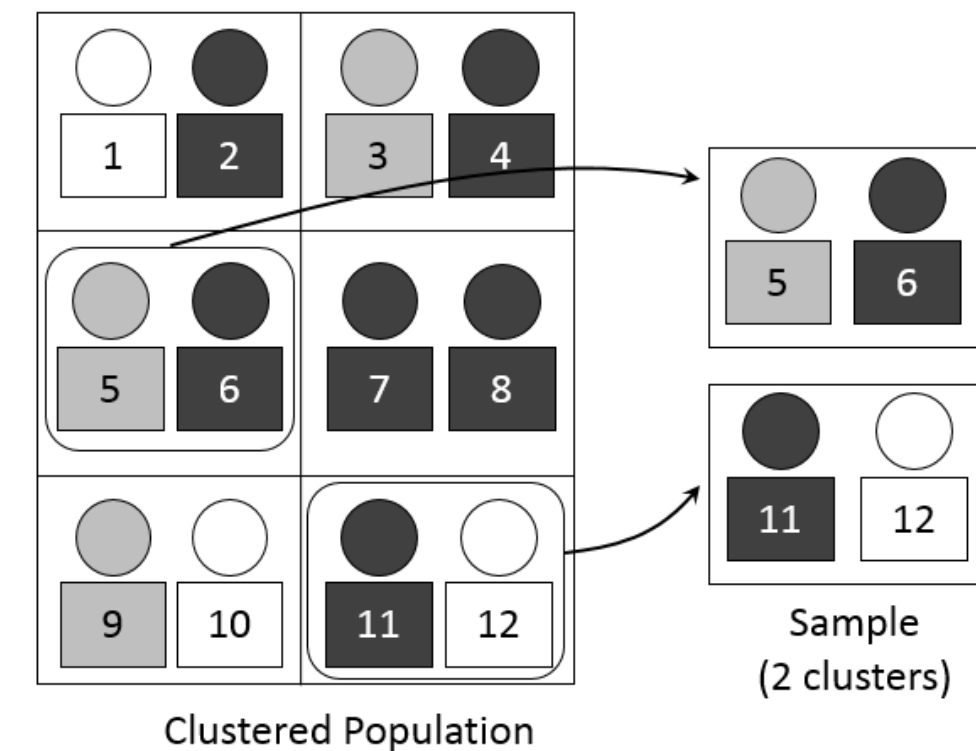 1 2 3 4
5 6 7 8
9 10 11 12
Clustered Population
5 6
11 12
Sample
(2 clusters)